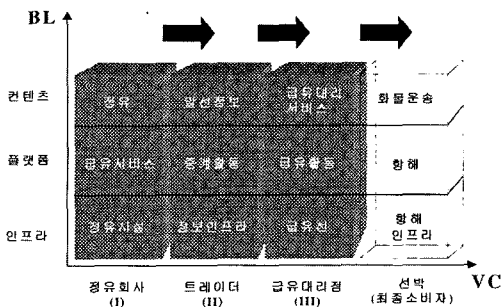 BL
컨텐츠
정유
알선정보
급유대리
서비스
화물운송
플랫폼
급유서비스
중계활동
급유활동
항해
인프라
정유시설
정보인프라
급유선
항해
인프라
VC
정유회사
(I)
트레이더
(II)
급유대리점
(III)
선박
(최종소비자)